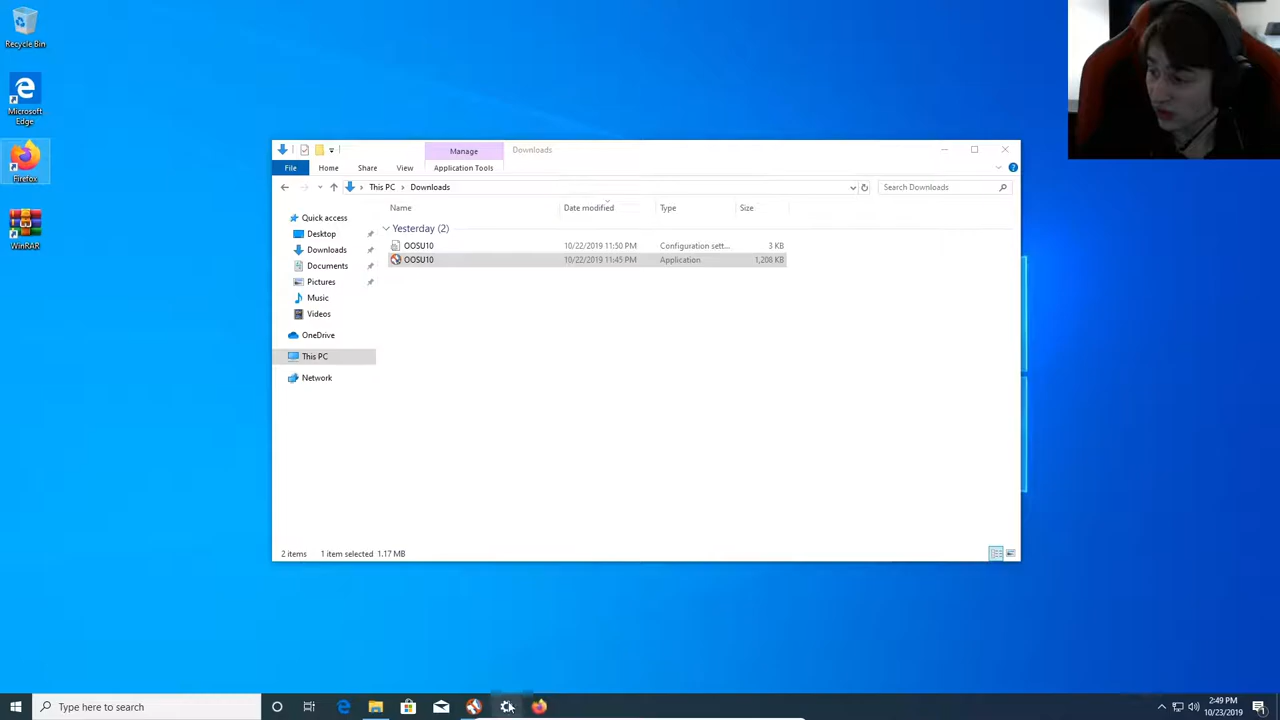 Recycle Bin
Microsoft
Edge
Firefox
WinRAR
Manage
Downloads
File
Home
Share
View
Application Tools
This PC
Downloads
Search Downloads
Name
Date modified
Type
Size
Quick access
Desktop
Downloads
Documents
Pictures
Music
Videos
OneDrive
This PC
Network
Yesterday (2)
OOSU10 10/22/2019 11:50 PM Configuration sett... 3 KB
OOSU10 10/22/2019 11:45 PM Application 1,208 KB
2 items 1 item selected 1.17 MB
Type here to search
2:49 PM
10/23/2019
1